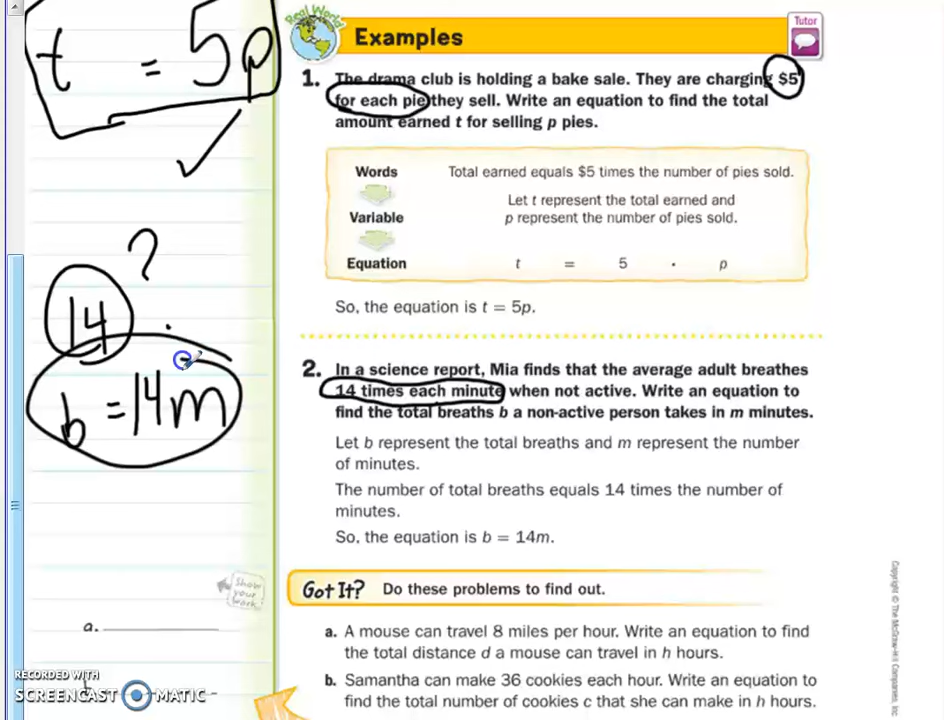 t = 5p
Real World
Examples
Tutor
1. The drama club is holding a bake sale. They are charging $5
for each pie they sell. Write an equation to find the total
amount earned t for selling p pies.
Words Total earned equals $5 times the number of pies sold.
Variable Let t represent the total earned and
p represent the number of pies sold.
Equation t = 5 · p
So, the equation is t = 5p.
14 ?
b = 14m
2. In a science report, Mia finds that the average adult breathes
14 times each minute when not active. Write an equation to
find the total breaths b a non-active person takes in m minutes.
Let b represent the total breaths and m represent the number
of minutes.
The number of total breaths equals 14 times the number of
minutes.
So, the equation is b = 14m.
Show
your
work
Got It? Do these problems to find out.
a.
a. A mouse can travel 8 miles per hour. Write an equation to find
the total distance d a mouse can travel in h hours.
b. Samantha can make 36 cookies each hour. Write an equation to
find the total number of cookies c that she can make in h hours.
RECORDED WITH
SCREENCAST MATIC
Copyright © The McGraw-Hill Companies, Inc